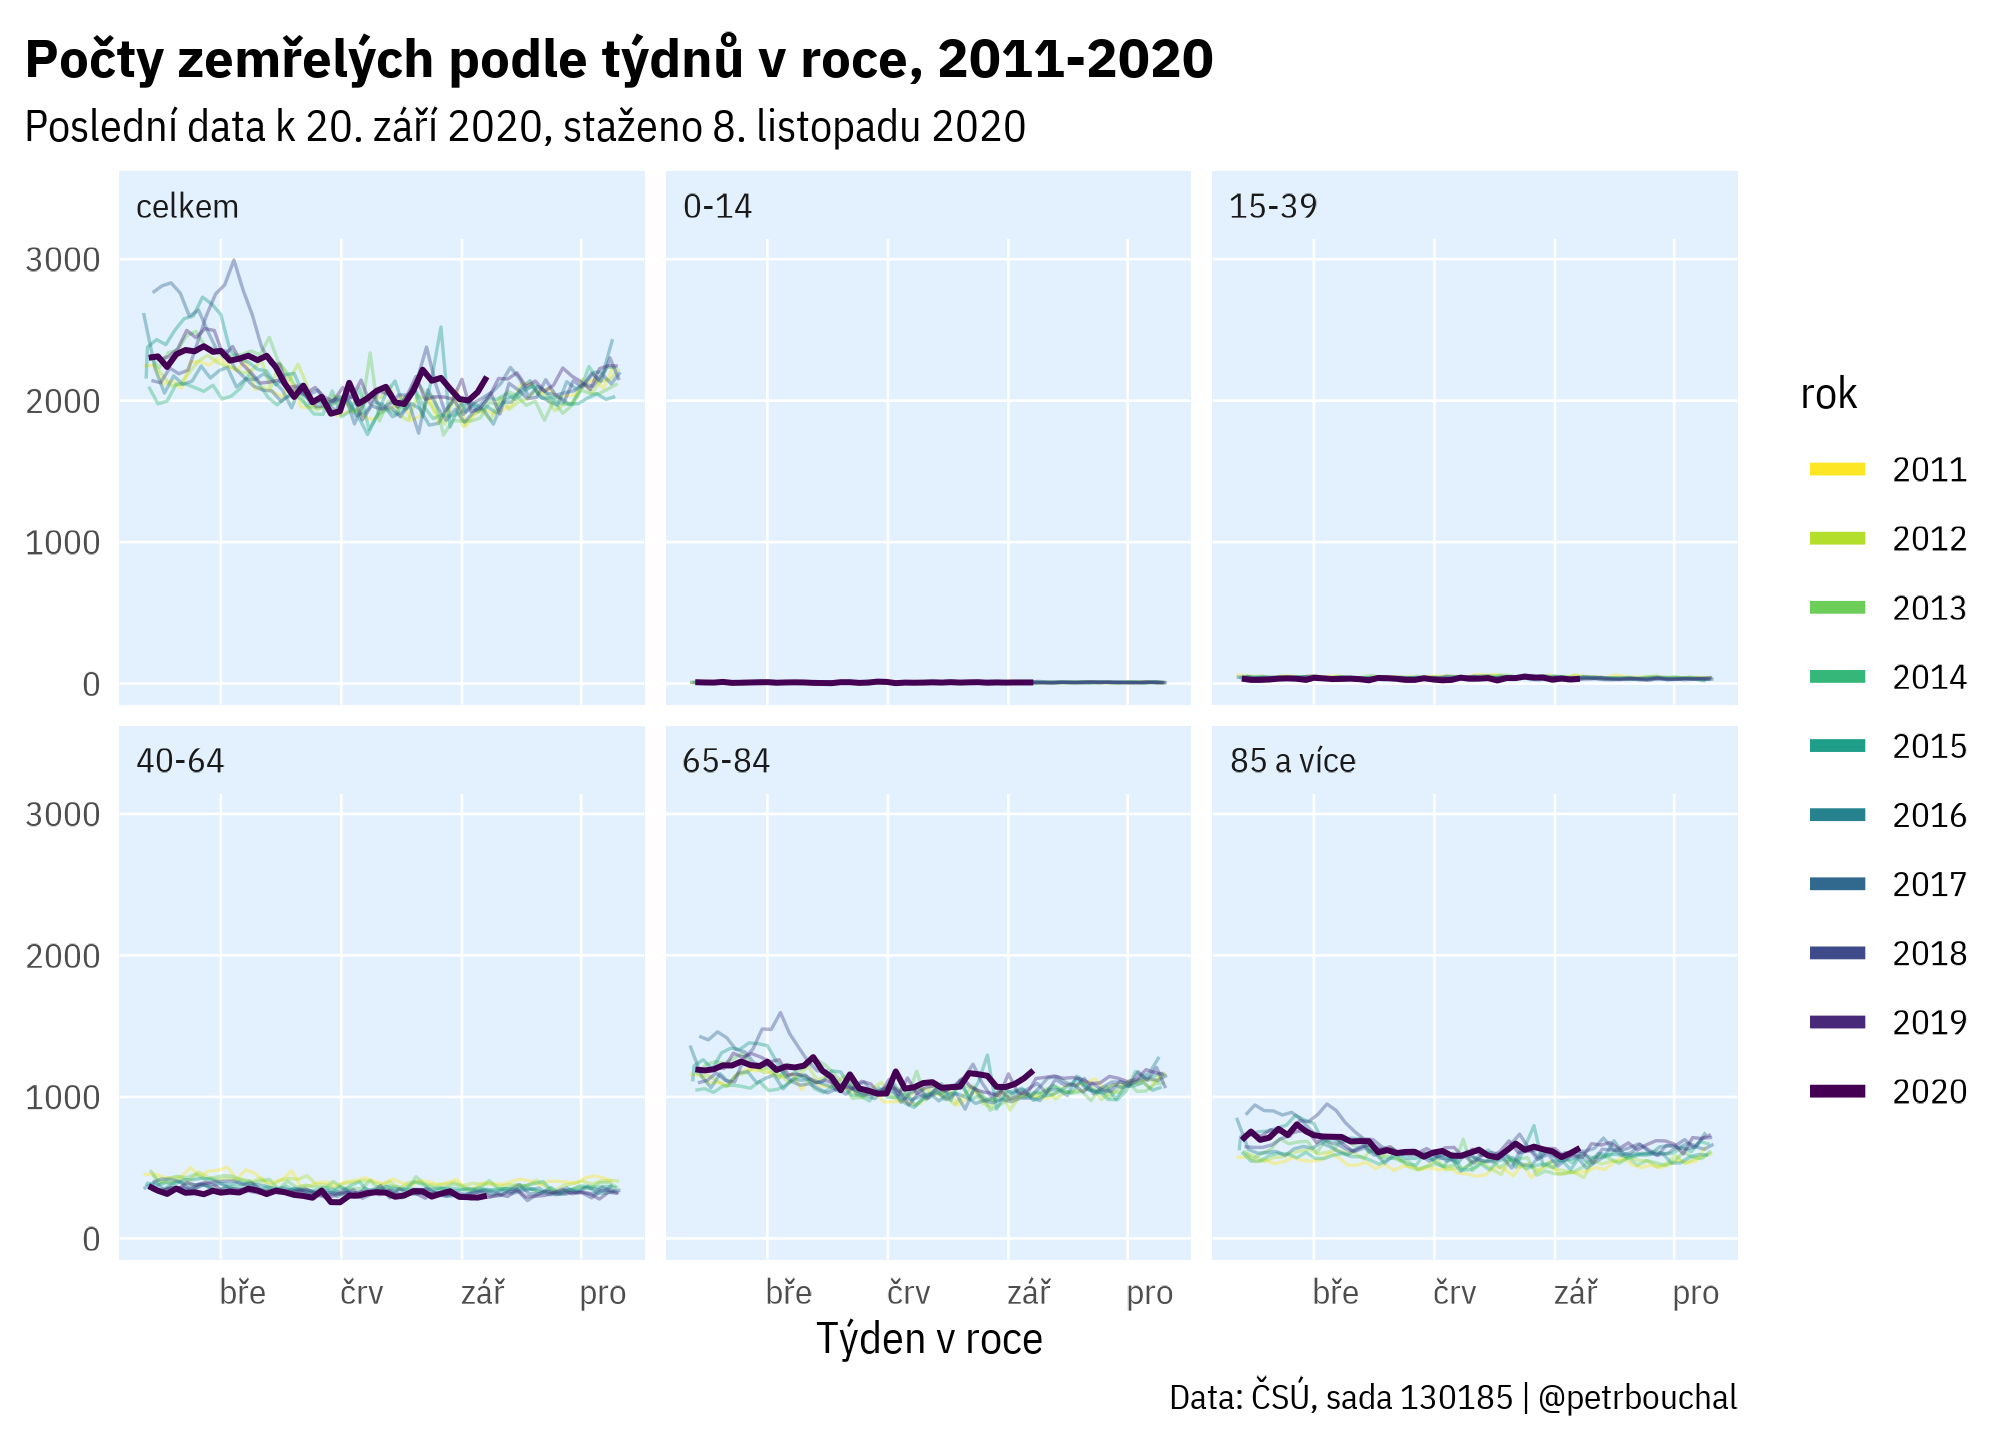 Počty zemřelých podle týdnů v roce, 2011-2020
Poslední data k 20. září 2020, staženo 8. listopadu 2020
celkem
0-14
15-39
3000
2000
1000
0
40-64
65-84
85 a více
3000
2000
1000
0
bře
črv
zář
pro
bře
črv
zář
pro
bře
črv
zář
pro
Týden v roce
rok
2011
2012
2013
2014
2015
2016
2017
2018
2019
2020
Data: ČSÚ, sada 130185 | @petrbouchal